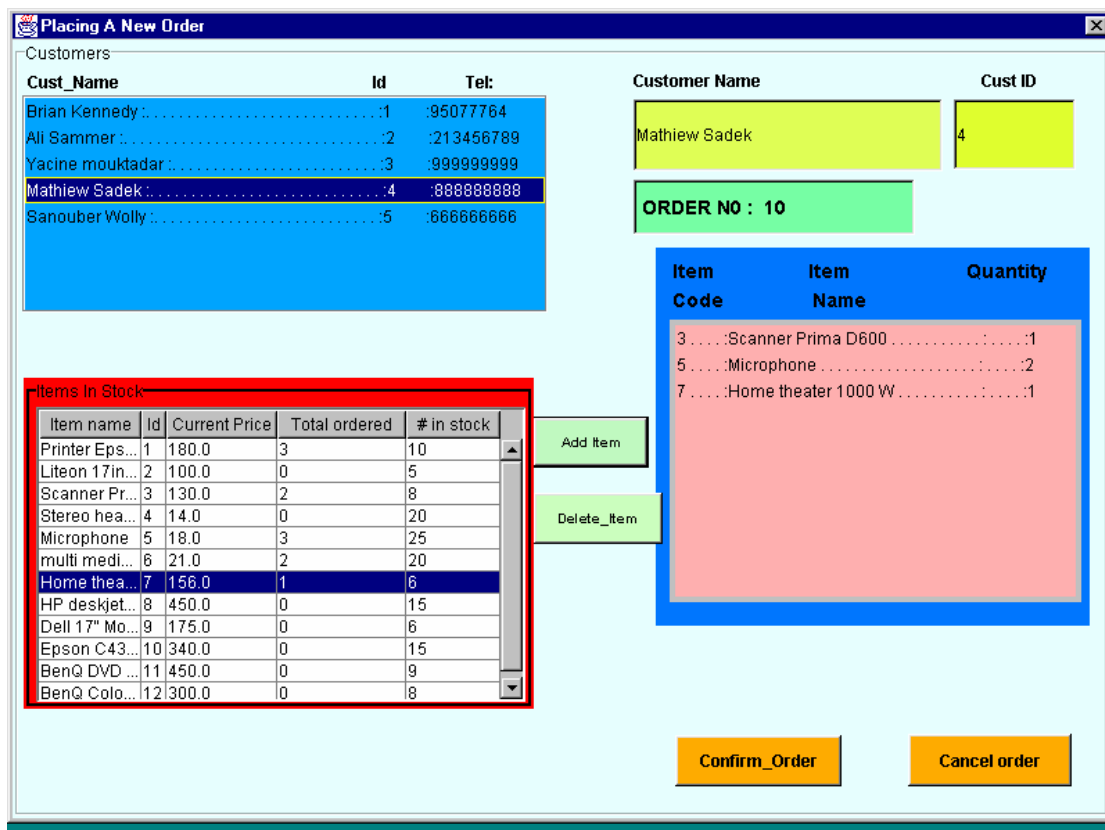 Placing A New Order
Customers
Cust_Name Id Tel:
Brian Kennedy :. . . . . . . . . . . . . . . . . . . . . . . . . . . . :1 :95077764
Ali Sammer :. . . . . . . . . . . . . . . . . . . . . . . . . . . . . . . :2 :213456789
Yacine mouktadar :. . . . . . . . . . . . . . . . . . . . . . . . . :3 :999999999
Mathiew Sadek :. . . . . . . . . . . . . . . . . . . . . . . . . . . . :4 :888888888
Sanouber Wolly :. . . . . . . . . . . . . . . . . . . . . . . . . . . :5 :666666666
Customer Name Cust ID
Mathiew Sadek 4
ORDER N0 : 10
Item Item Quantity
Code Name
3 . . . . :Scanner Prima D600 . . . . . . . . . . . : . . . . :1
5 . . . . :Microphone . . . . . . . . . . . . . . . . . . . : . . . . :2
7 . . . . :Home theater 1000 W . . . . . . . . . . : . . . . :1
Items In Stock
Item name Id Current Price Total ordered # in stock
Printer Eps... 1 180.0 3 10
Liteon 17in... 2 100.0 0 5
Scanner Pr... 3 130.0 2 8
Stereo hea... 4 14.0 0 20
Microphone 5 18.0 3 25
multi medi... 6 21.0 2 20
Home thea... 7 156.0 1 6
HP deskjet... 8 450.0 0 15
Dell 17" Mo... 9 175.0 0 6
Epson C43... 10 340.0 0 15
BenQ DVD ... 11 450.0 0 9
BenQ Colo... 12 300.0 0 8
Add Item
Delete_Item
Confirm_Order Cancel order